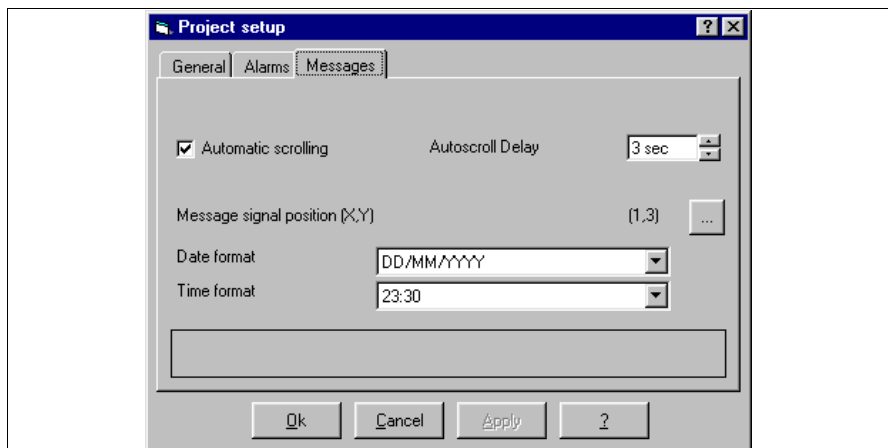 Project setup
General Alarms Messages
Automatic scrolling Autoscroll Delay 3 sec
Message signal position (X,Y) (1,3) ...
Date format DD/MM/YYYY
Time format 23:30
Ok Cancel Apply ?